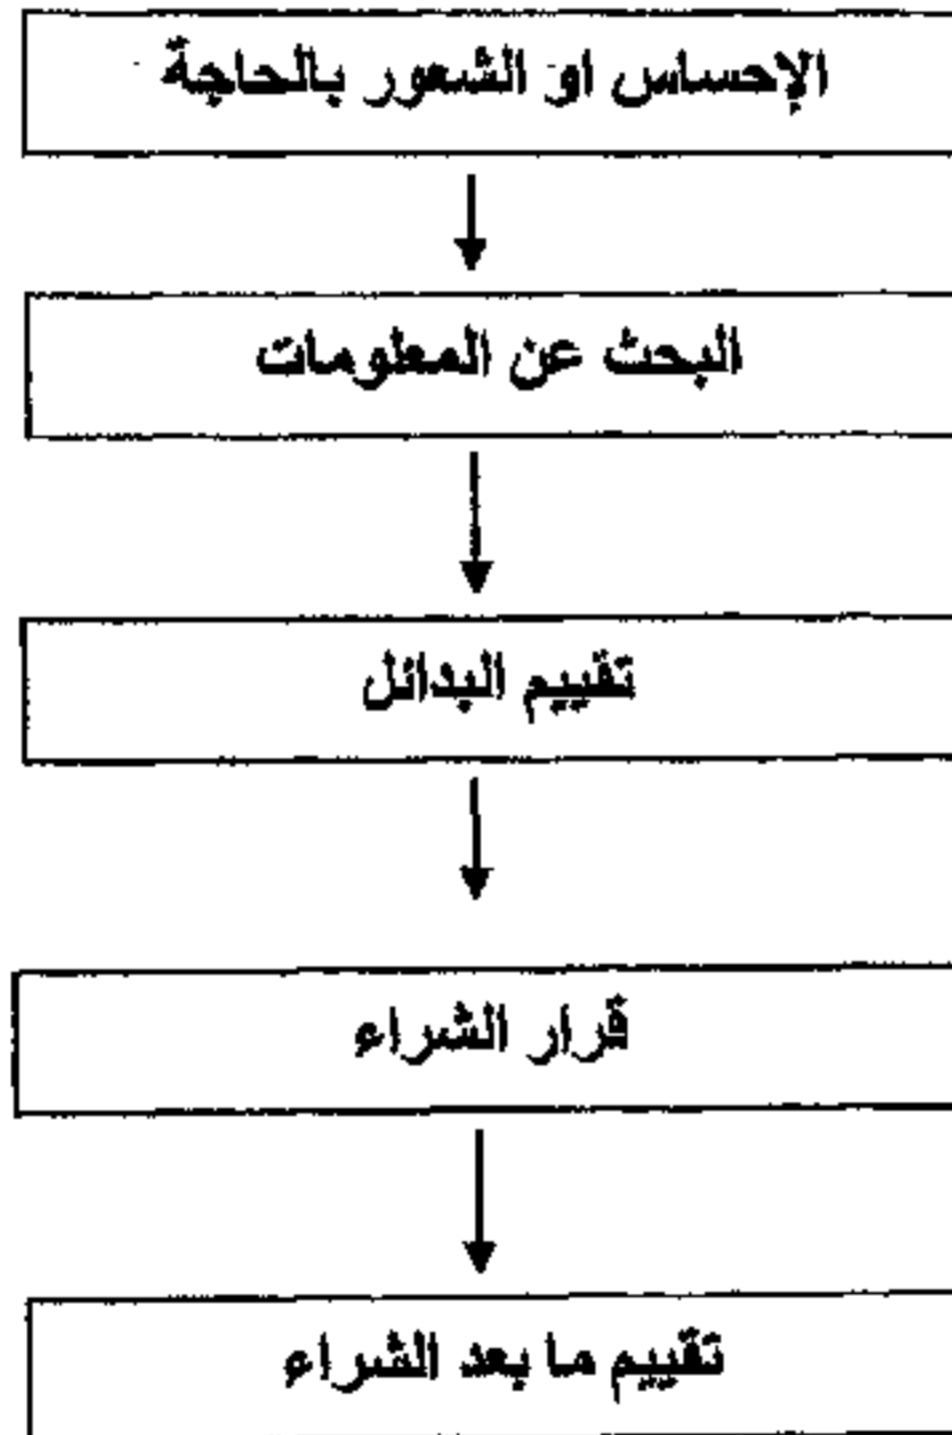 الإحساس او الشعور بالحاجة
البحث عن المعلومات
تقييم البدائل
قرار الشراء
تقييم ما بعد الشراء